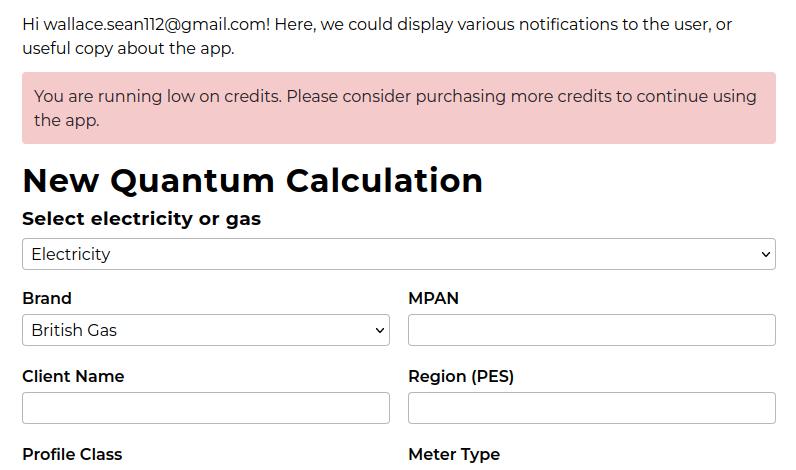 Hi wallace.sean112@gmail.com! Here, we could display various notifications to the user, or
useful copy about the app.
You are running low on credits. Please consider purchasing more credits to continue using
the app.
New Quantum Calculation
Select electricity or gas
Electricity
Brand
MPAN
British Gas
Client Name
Region (PES)
Profile Class
Meter Type